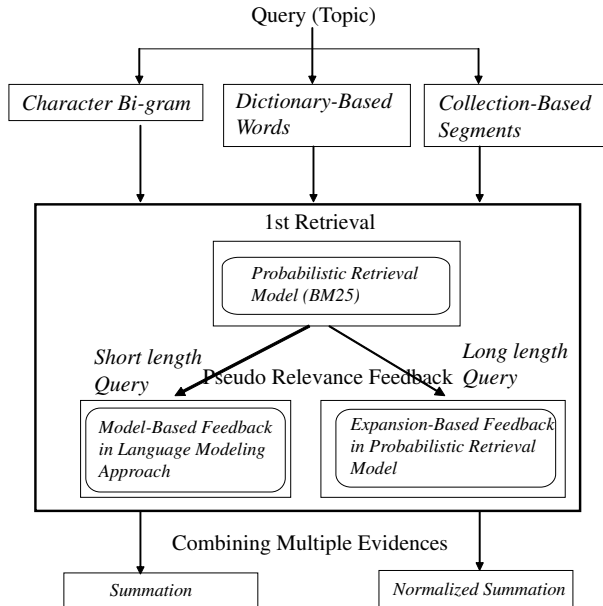 Query (Topic)
Character Bi-gram
Dictionary-Based
Words
Collection-Based
Segments
1st Retrieval
Probabilistic Retrieval
Model (BM25)
Short length
Query
Long length
Query
Pseudo Relevance Feedback
Model-Based Feedback
in Language Modeling
Approach
Expansion-Based Feedback
in Probabilistic Retrieval
Model
Combining Multiple Evidences
Summation
Normalized Summation